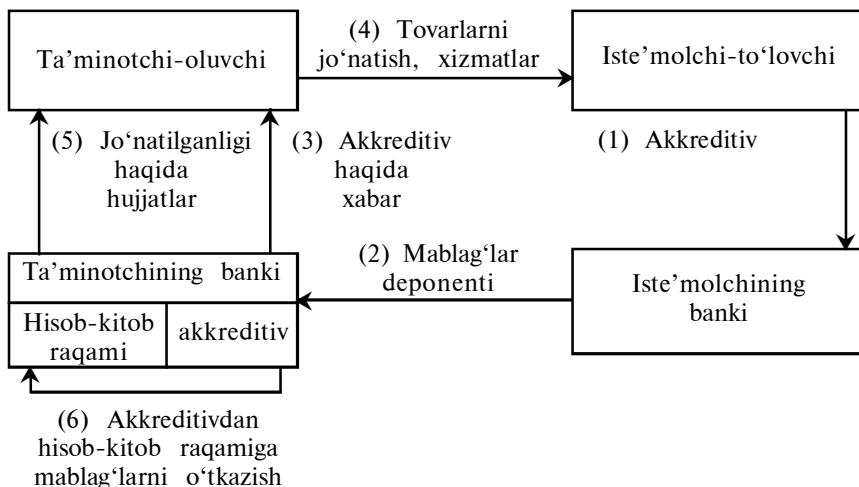 Ta’minotchi-oluvchi
(4) Tovarlarni
jo‘natish, xizmatlar
Iste’molchi-to‘lovchi
(5) Jo‘natilganligi
haqida
hujjatlar
(3) Akkreditiv
haqida
xabar
(1) Akkreditiv
Ta’minotchining banki
Hisob-kitob
raqami
akkreditiv
(2) Mablag‘lar
deponenti
Iste’molchining
banki
(6) Akkreditivdan
hisob-kitob raqamiga
mablag‘larni o‘tkazish